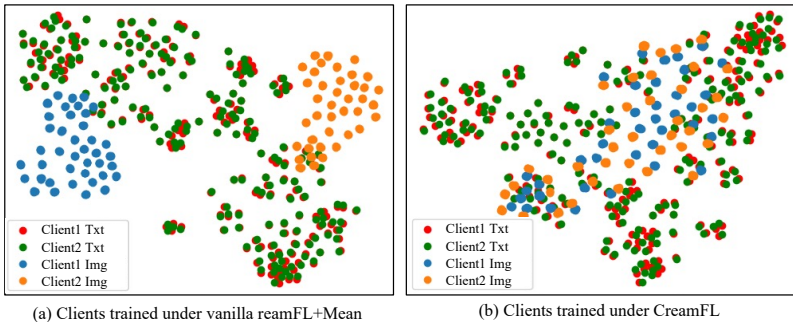 Client1 Txt
Client2 Txt
Client1 Img
Client2 Img
(a) Clients trained under vanilla reamFL+Mean
Client1 Txt
Client2 Txt
Client1 Img
Client2 Img
(b) Clients trained under CreamFL